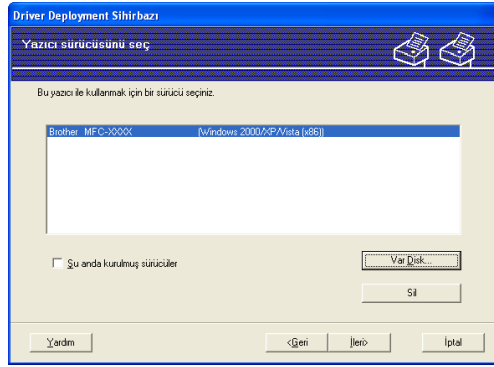 Driver Deployment Sihirbazı
Yazıcı sürücüsünü seç
Bu yazıcı ile kullanmak için bir sürücü seçiniz.
Brother MFC-XXXX (Windows 2000/XP/Vista (x86))
Şu anda kurulmuş sürücüler
Var Disk...
Sil
Yardım
<Geri
İleri>
İptal